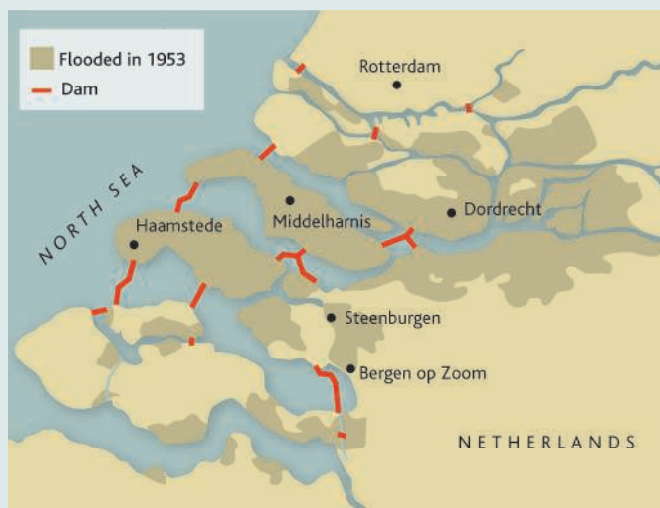 Flooded in 1953
Dam
Rotterdam
NORTH SEA
Haamstede
Middelharnis
Dordrecht
Steenburgen
Bergen op Zoom
NETHERLANDS